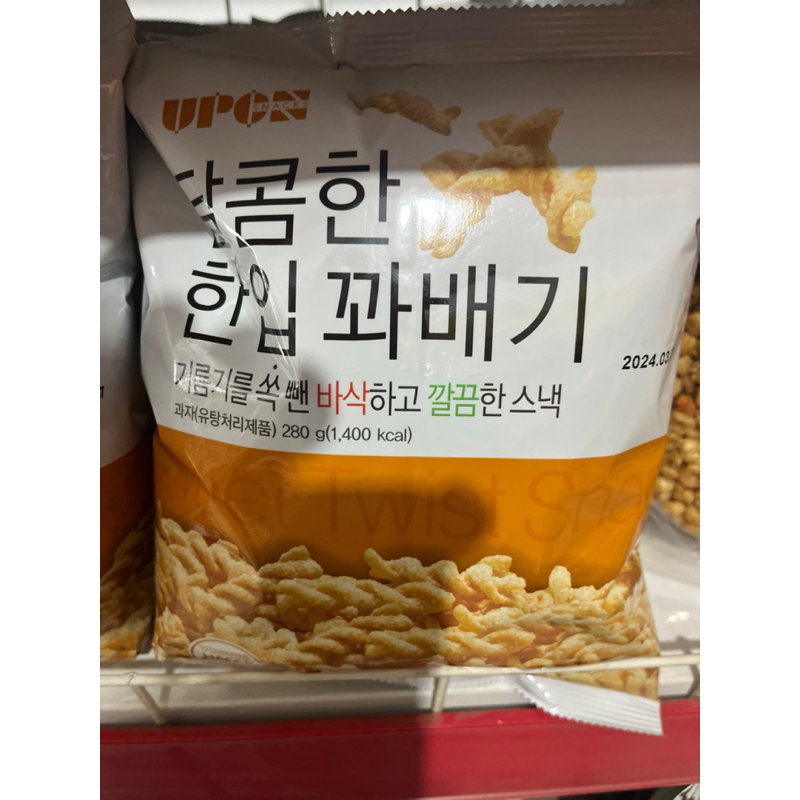 UPON
SNACKS
달콤한
한입 꽈배기
2024.03
기름기를 쏙 뺀 바삭하고 깔끔한 스낵
과자(유탕처리제품) 280 g(1,400 kcal)
Twist